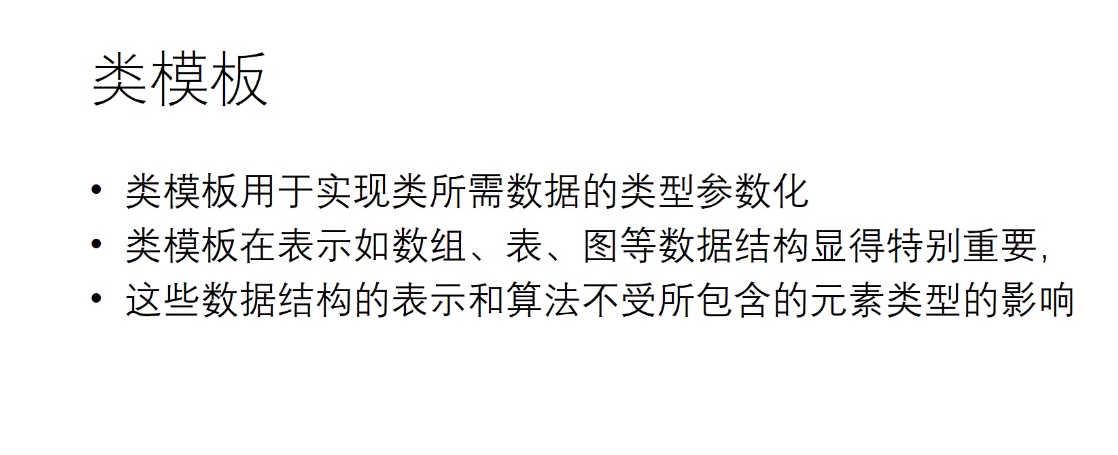 类模板
• 类模板用于实现类所需数据的类型参数化
• 类模板在表示如数组、表、图等数据结构显得特别重要,
• 这些数据结构的表示和算法不受所包含的元素类型的影响